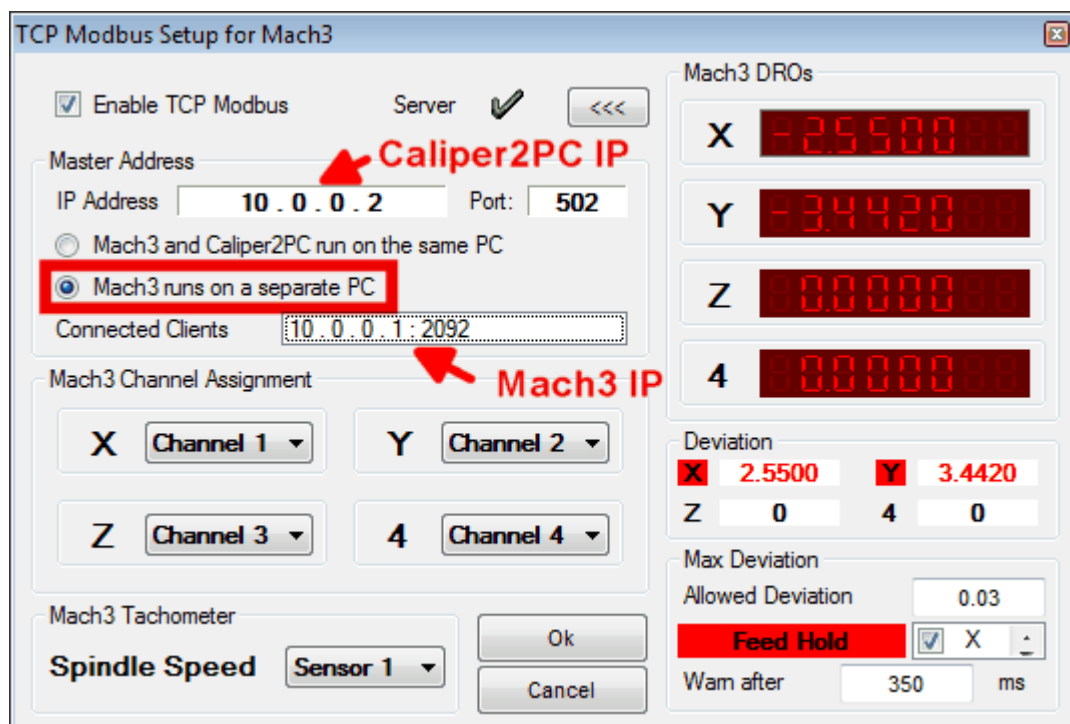 TCP Modbus Setup for Mach3
Enable TCP Modbus Server <<<
Master Address
Caliper2PC IP
IP Address 10 . 0 . 0 . 2 Port: 502
Mach3 and Caliper2PC run on the same PC
Mach3 runs on a separate PC
Connected Clients 10 . 0 . 0 . 1 : 2092
Mach3 IP
Mach3 Channel Assignment
X Channel 1 Y Channel 2
Z Channel 3 4 Channel 4
Mach3 Tachometer
Spindle Speed Sensor 1
Ok
Cancel
Mach3 DROs
X -2.5500
Y -3.4420
Z 0.0000
4 0.0000
Deviation
X 2.5500 Y 3.4420
Z 0 4 0
Max Deviation
Allowed Deviation 0.03
Feed Hold X
Warn after 350 ms